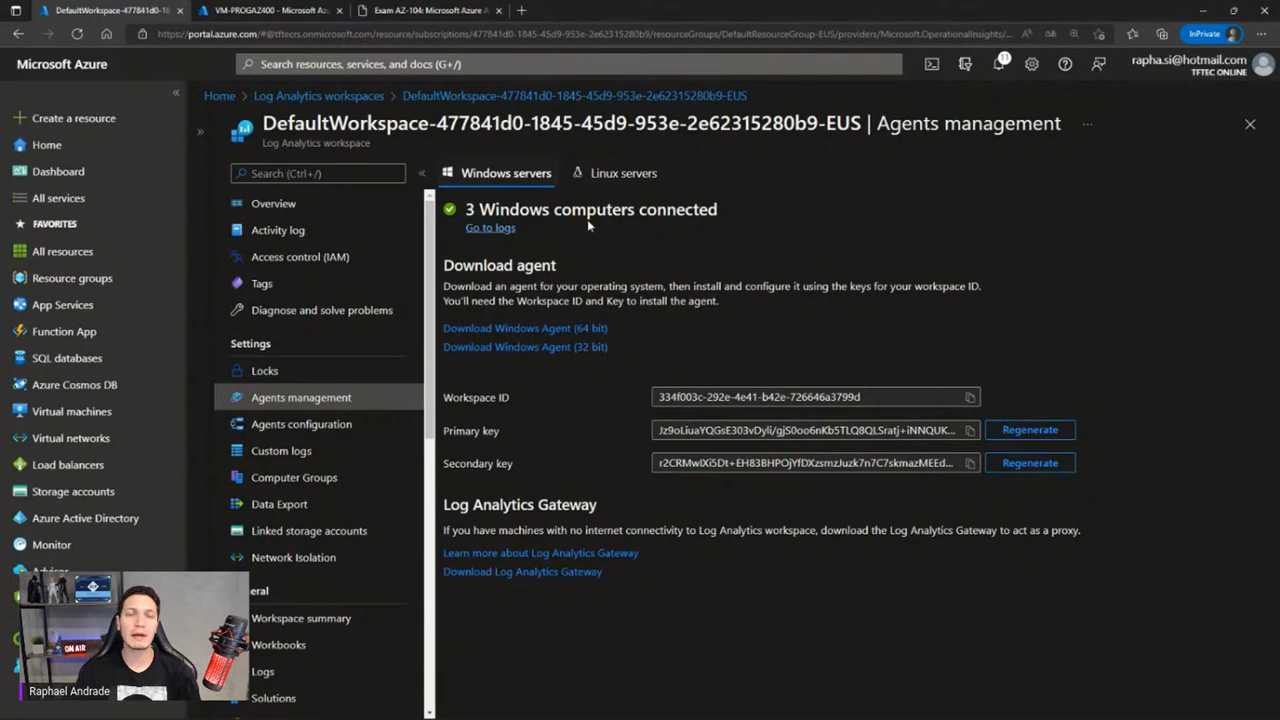 DefaultWorkspace-477841d0-18
VM-PROGAZ400 - Microsoft Az
Exam AZ-104: Microsoft Azure A
https://portal.azure.com/#@tftecrs.onmicrosoft.com/resource/subscriptions/477841d0-1845-45d9-953e-2e62315280b9/resourceGroups/DefaultResourceGroup-EUS/providers/Microsoft.OperationalInsights/...
InPrivate
Microsoft Azure
Search resources, services, and docs (G+/)
11
rapha.si@hotmail.com
TFTEC ONLINE
Create a resource
Home
Dashboard
All services
FAVORITES
All resources
Resource groups
App Services
Function App
SQL databases
Azure Cosmos DB
Virtual machines
Virtual networks
Load balancers
Storage accounts
Azure Active Directory
Monitor
Home > Log Analytics workspaces > DefaultWorkspace-477841d0-1845-45d9-953e-2e62315280b9-EUS
DefaultWorkspace-477841d0-1845-45d9-953e-2e62315280b9-EUS | Agents management ...
Log Analytics workspace
Search (Ctrl+/)
Overview
Activity log
Access control (IAM)
Tags
Diagnose and solve problems
Settings
Locks
Agents management
Agents configuration
Custom logs
Computer Groups
Data Export
Linked storage accounts
Network Isolation
eral
Workspace summary
Workbooks
Logs
Solutions
Windows servers
Linux servers
3 Windows computers connected
Go to logs
Download agent
Download an agent for your operating system, then install and configure it using the keys for your workspace ID.
You'll need the Workspace ID and Key to install the agent.
Download Windows Agent (64 bit)
Download Windows Agent (32 bit)
Workspace ID
334f003c-292e-4e41-b42e-726646a3799d
Primary key
Regenerate
Secondary key
Regenerate
Log Analytics Gateway
If you have machines with no internet connectivity to Log Analytics workspace, download the Log Analytics Gateway to act as a proxy.
Learn more about Log Analytics Gateway
Download Log Analytics Gateway
ON AIR
Raphael Andrade